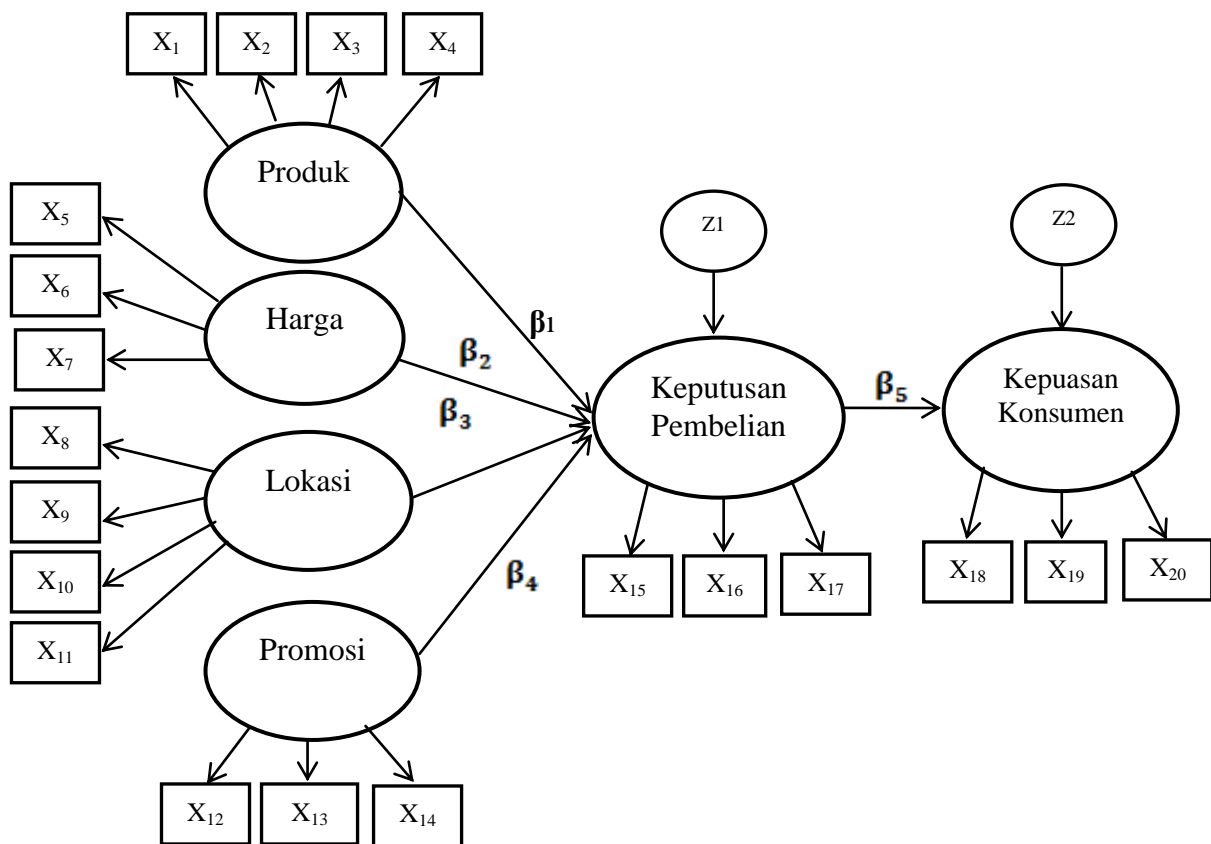 X₁
X₂
X₃
X₄
Produk
X₅
X₆
X₇
Harga
Z1
Z2
β1
β₂
β₃
Keputusan
Pembelian
β₅
Kepuasan
Konsumen
X₈
X₉
X₁₀
X₁₁
Lokasi
β₄
X₁₅
X₁₆
X₁₇
X₁₈
X₁₉
X₂₀
Promosi
X₁₂
X₁₃
X₁₄